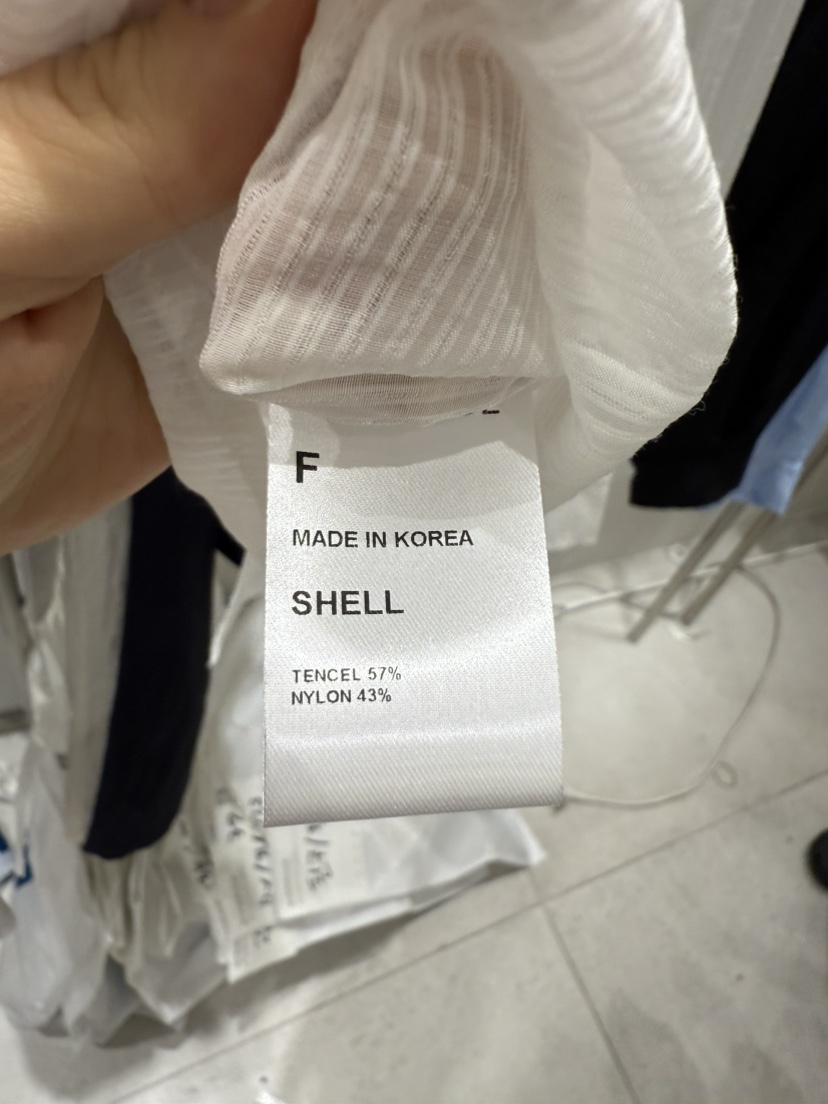 F
MADE IN KOREA
SHELL
TENCEL 57%
NYLON 43%